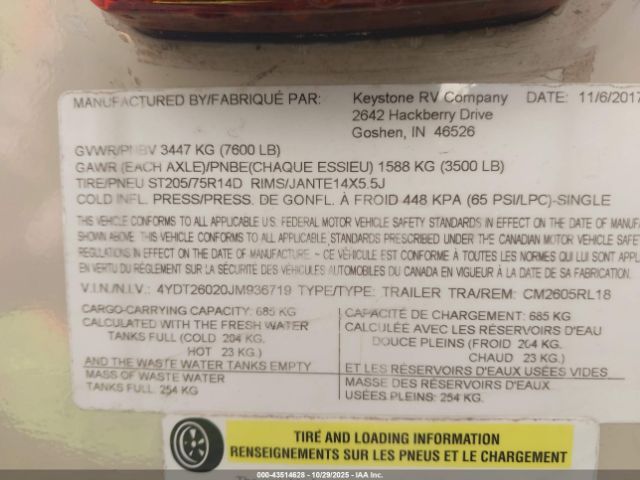 MANUFACTURED BY/FABRIQUÉ PAR: Keystone RV Company DATE: 11/6/2017
2642 Hackberry Drive
Goshen, IN 46526
GVWR/PNBV 3447 KG (7600 LB)
GAWR (EACH AXLE)/PNBE(CHAQUE ESSIEU) 1588 KG (3500 LB)
TIRE/PNEU ST205/75R14D RIMS/JANTE14X5.5J
COLD INFL. PRESS/PRESS. DE GONFL. À FROID 448 KPA (65 PSI/LPC)-SINGLE
THIS VEHICLE CONFORMS TO ALL APPLICABLE U.S. FEDERAL MOTOR VEHICLE SAFETY STANDARDS IN EFFECT ON THE DATE OF MA
SHOWN ABOVE. THIS VEHICLE CONFORMS TO ALL APPLICABLE STANDARDS PRESCRIBED UNDER THE CANADIAN MOTOR VEHICLE
REGULATIONS IN EFFECT ON THE DATE OF MANUFACTURE - CE VÉHICULE EST CONFORME À TOUTES LES NORMES QUI LUI SONT
EN VERTU DU RÈGLEMENT SUR LA SÉCURITÉ DES VÉHICULES AUTOMOBILES DU CANADA EN VIGUEUR À LA DATE DE SA FABRICATION.
V.I.N./N.I.V.: 4YDT26020JM936719 TYPE/TYPE: TRAILER TRA/REM: CM2605RL18
CARGO-CARRYING CAPACITY: 685 KG
CALCULATED WITH THE FRESH WATER
TANKS FULL (COLD 204 KG.
HOT 23 KG.)
AND THE WASTE WATER TANKS EMPTY
MASS OF WASTE WATER
TANKS FULL: 254 KG.
CAPACITÉ DE CHARGEMENT: 685 KG
CALCULÉE AVEC LES RÉSERVOIRS D'EAU
DOUCE PLEINS (FROID 204 KG.
CHAUD 23 KG.)
ET LES RÉSERVOIRS D'EAUX USÉES VIDES
MASSE DES RÉSERVOIRS D'EAUX
USÉES PLEINS: 254 KG.
TIRE AND LOADING INFORMATION
RENSEIGNEMENTS SUR LES PNEUS ET LE CHARGEMENT
000-43514628 10/29/2025 IAAI.CA